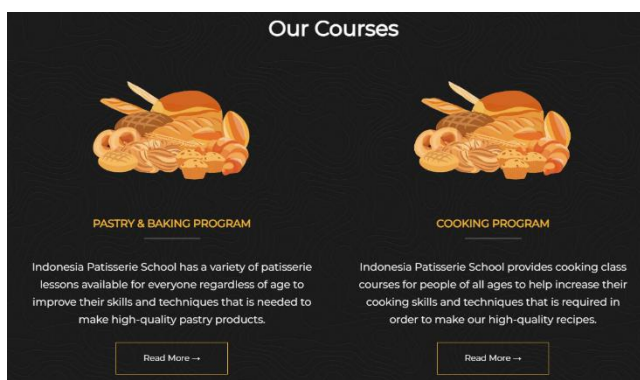 Our Courses
PASTRY & BAKING PROGRAM
Indonesia Patisserie School has a variety of patisserie
lessons available for everyone regardless of age to
improve their skills and techniques that is needed to
make high-quality pastry products.
Read More →
COOKING PROGRAM
Indonesia Patisserie School provides cooking class
courses for people of all ages to help increase their
cooking skills and techniques that is required in
order to make our high-quality recipes.
Read More →